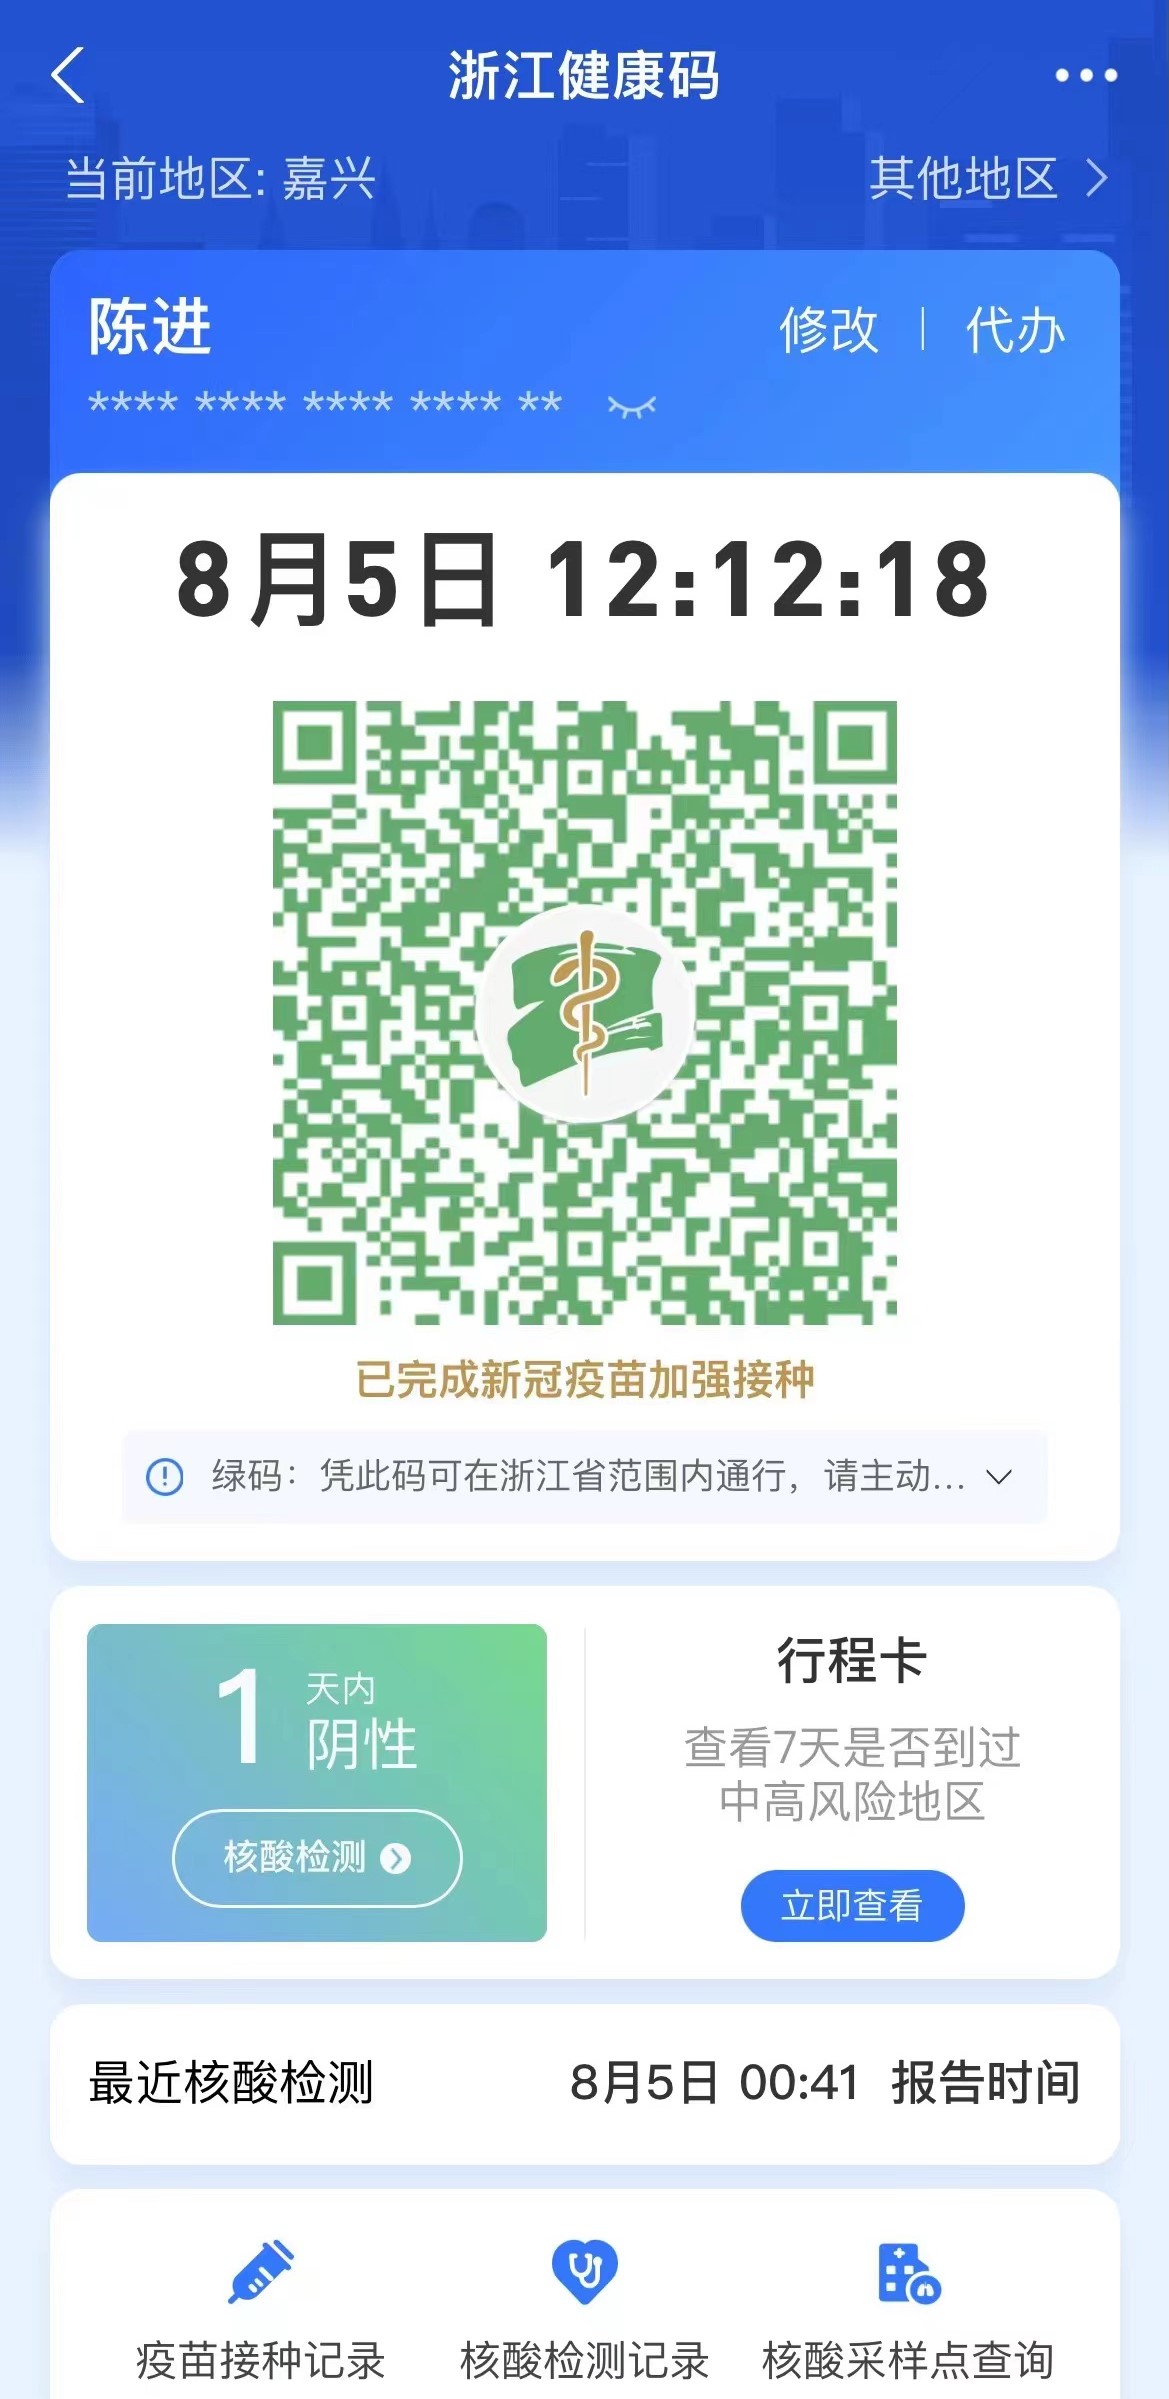 浙江健康码
当前地区: 嘉兴
其他地区
陈进
修改
代办
**** **** **** **** **
8月5日 12:12:18
已完成新冠疫苗加强接种
绿码：凭此码可在浙江省范围内通行，请主动...
1
天内
阴性
核酸检测
行程卡
查看7天是否到过
中高风险地区
立即查看
最近核酸检测
8月5日 00:41 报告时间
疫苗接种记录
核酸检测记录
核酸采样点查询